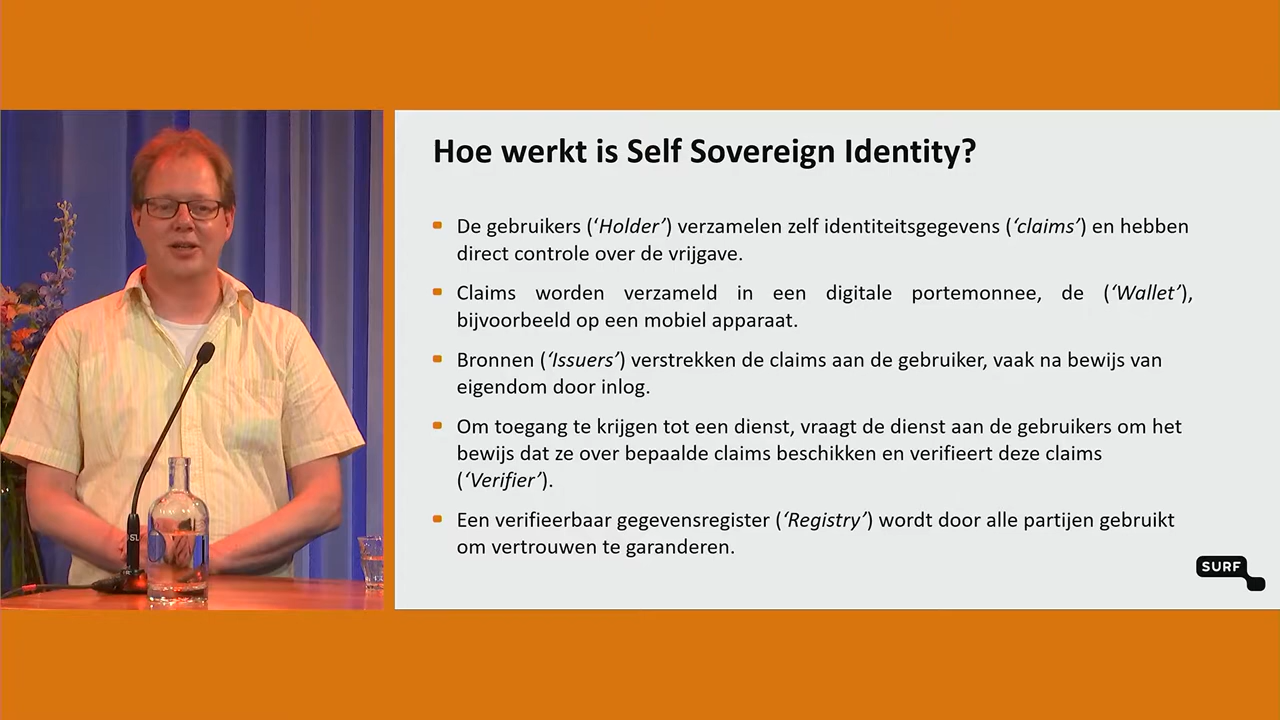 Hoe werkt is Self Sovereign Identity?
De gebruikers (‘Holder’) verzamelen zelf identiteitsgegevens (‘claims’) en hebben
direct controle over de vrijgave.
Claims worden verzameld in een digitale portemonnee, de (‘Wallet’),
bijvoorbeeld op een mobiel apparaat.
Bronnen (‘Issuers’) verstrekken de claims aan de gebruiker, vaak na bewijs van
eigendom door inlog.
Om toegang te krijgen tot een dienst, vraagt de dienst aan de gebruikers om het
bewijs dat ze over bepaalde claims beschikken en verifieert deze claims
(‘Verifier’).
Een verifieerbaar gegevensregister (‘Registry’) wordt door alle partijen gebruikt
om vertrouwen te garanderen.
SURF